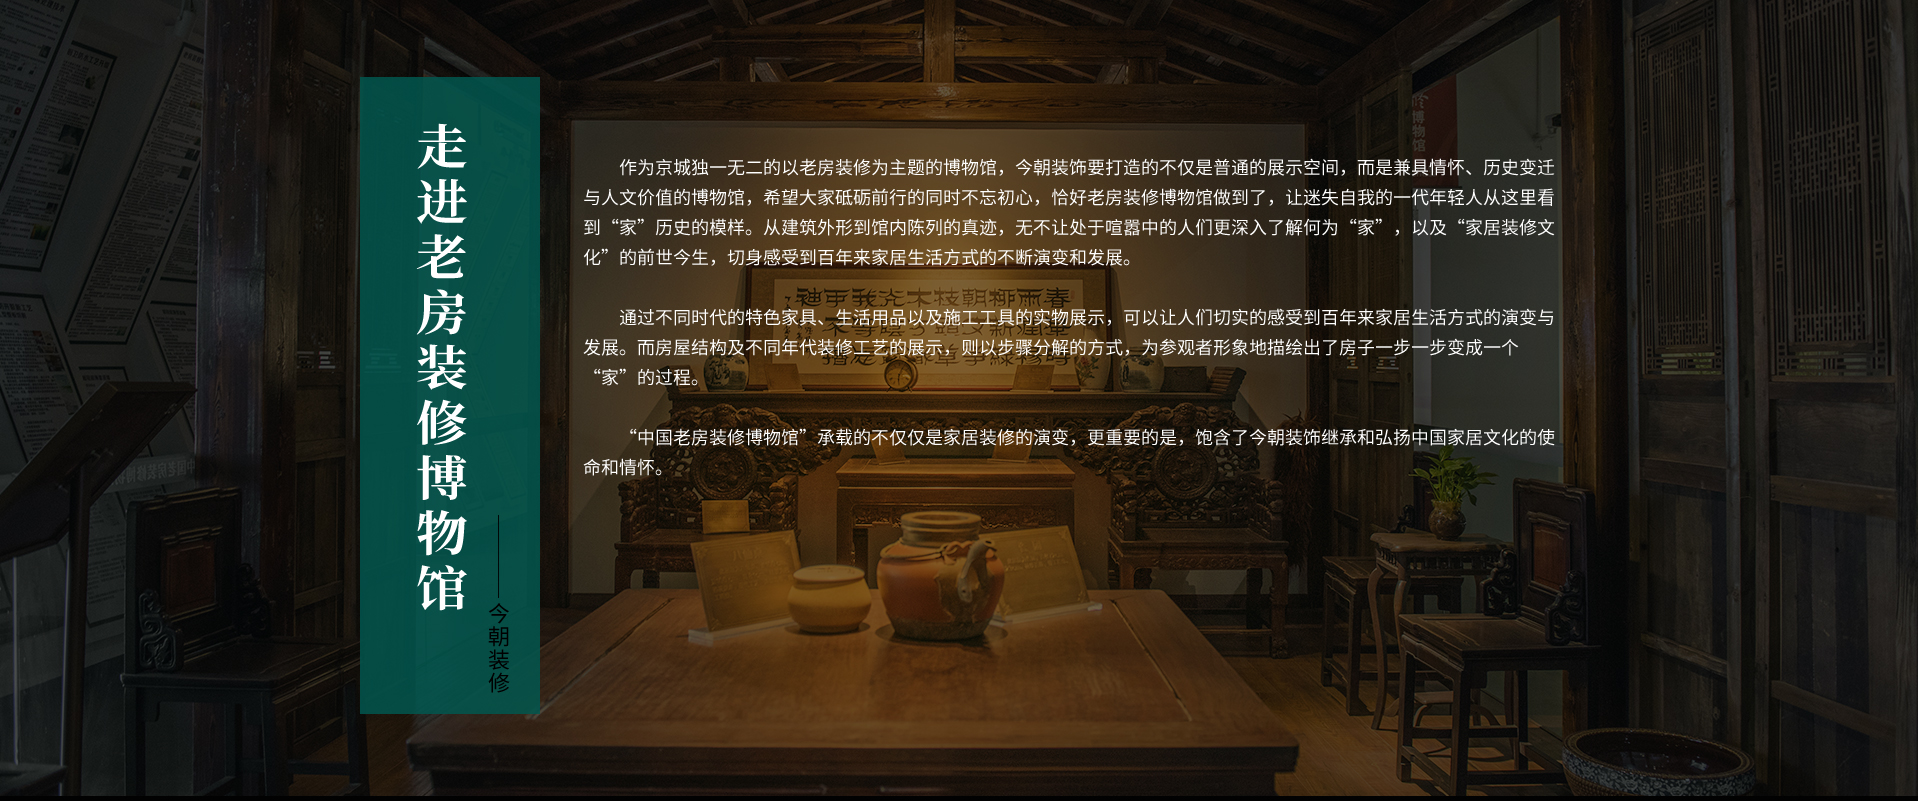 走进老房装修博物馆
今朝装修
作为京城独一无二的以老房装修为主题的博物馆，今朝装饰要打造的不仅是普通的展示空间，而是兼具情怀、历史变迁
与人文价值的博物馆，希望大家砥砺前行的同时不忘初心，恰好老房装修博物馆做到了，让迷失自我的一代年轻人从这里看
到“家”历史的模样。从建筑外形到馆内陈列的真迹，无不让处于喧嚣中的人们更深入了解何为“家”，以及“家居装修文
化”的前世今生，切身感受到百年来家居生活方式的不断演变和发展。
通过不同时代的特色家具、生活用品以及施工工具的实物展示，可以让人们切实的感受到百年来家居生活方式的演变与
发展。而房屋结构及不同年代装修工艺的展示，则以步骤分解的方式，为参观者形象地描绘出了房子一步一步变成一个
“家”的过程。
“中国老房装修博物馆”承载的不仅仅是家居装修的演变，更重要的是，饱含了今朝装饰继承和弘扬中国家居文化的使
命和情怀。
修博物馆